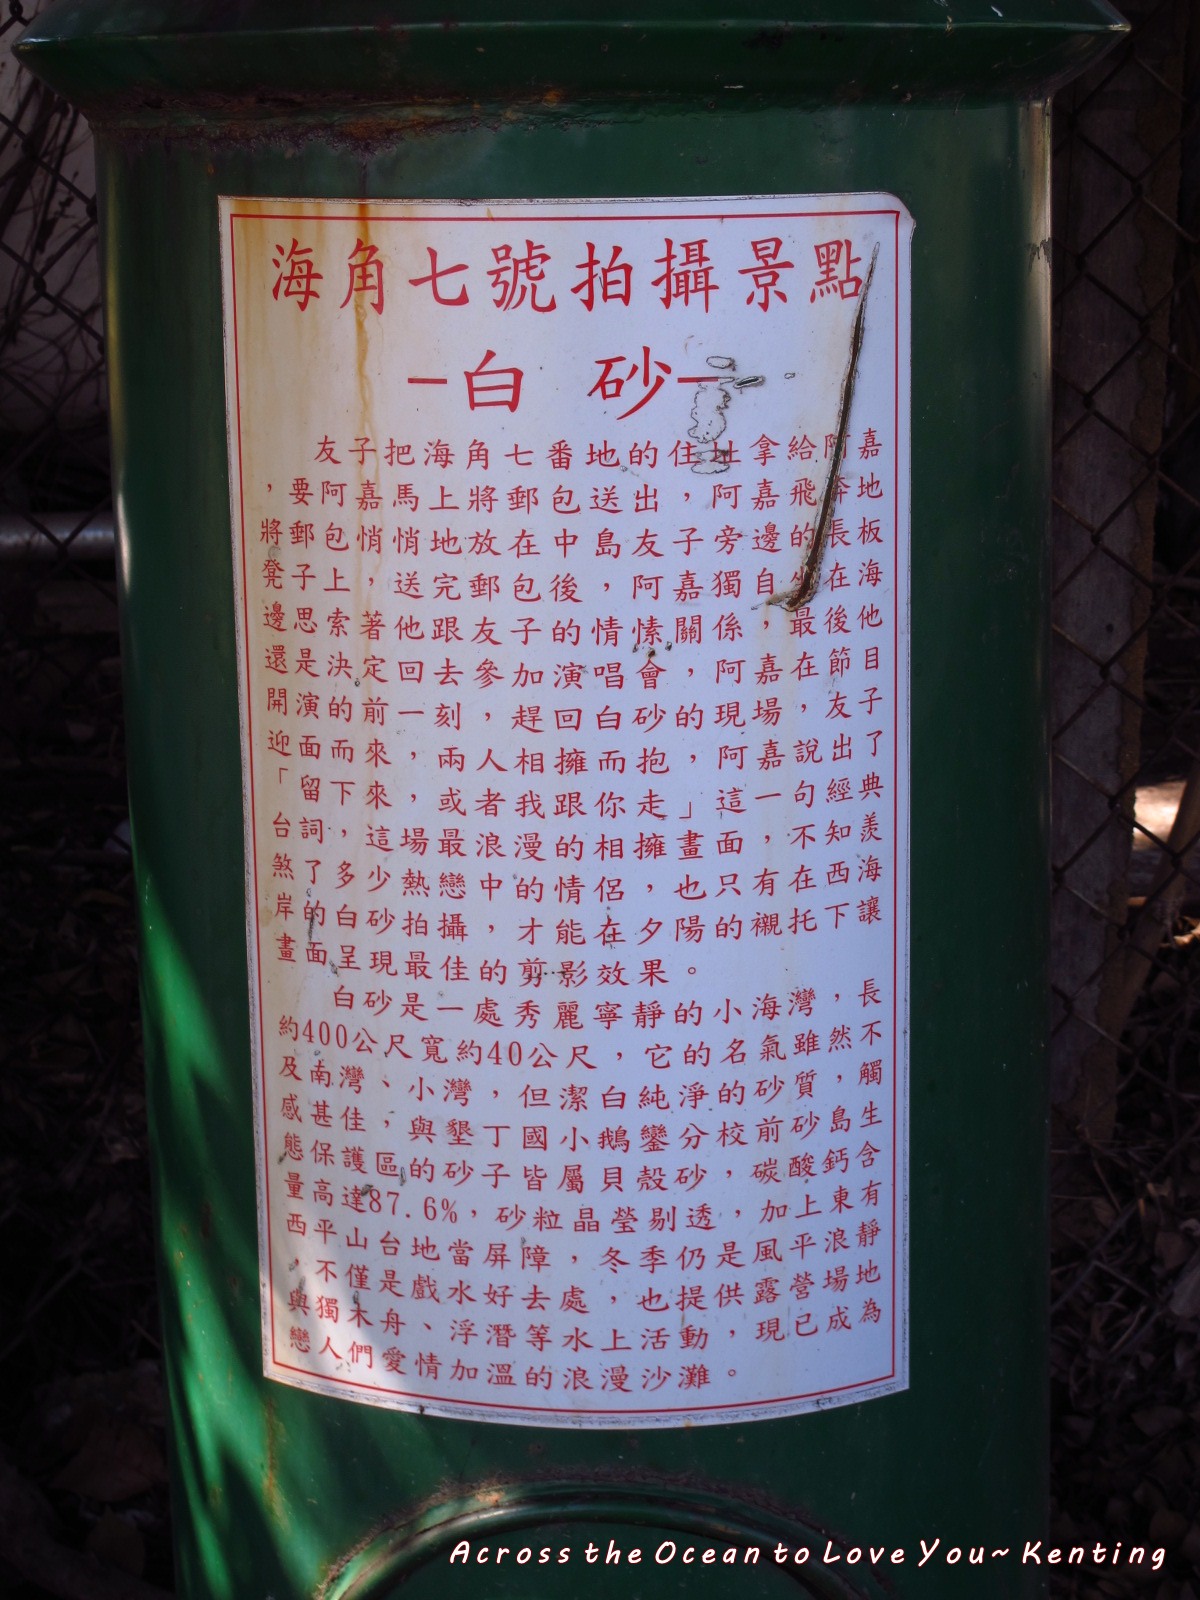 海角七號拍攝景點
–白 砂–
友子把海角七番地的住址拿給阿嘉
，要阿嘉馬上將郵包送出，阿嘉飛奔地
將郵包悄悄地放在中島友子旁邊的長板
凳子上，送完郵包後，阿嘉獨自坐在海
邊思索著他跟友子的情愫關係，最後他
還是決定回去參加演唱會，阿嘉在節目
開演的前一刻，趕回白砂的現場，友子
迎面而來，兩人相擁而抱，阿嘉說出了
「留下來，或者我跟你走」這一句經典
台詞，這場最浪漫的相擁畫面，不知羨
煞了多少熱戀中的情侶，也只有在西海
岸的白砂拍攝，才能在夕陽的襯托下讓
畫面呈現最佳的剪影效果。
白砂是一處秀麗寧靜的小海灣，長
約400公尺寬約40公尺，它的名氣雖然不
及南灣、小灣，但潔白純淨的砂質，觸
感甚佳，與墾丁國小鵝鑾分校前砂島生
態保護區的砂子皆屬貝殼砂，碳酸鈣含
量高達87.6%，砂粒晶瑩剔透，加上東有
西平山台地當屏障，冬季仍是風平浪靜
，不僅是戲水好去處，也提供露營場地
與獨木舟、浮潛等水上活動，現已成為
戀人們愛情加溫的浪漫沙灘。
Across the Ocean to Love You~ Kenting